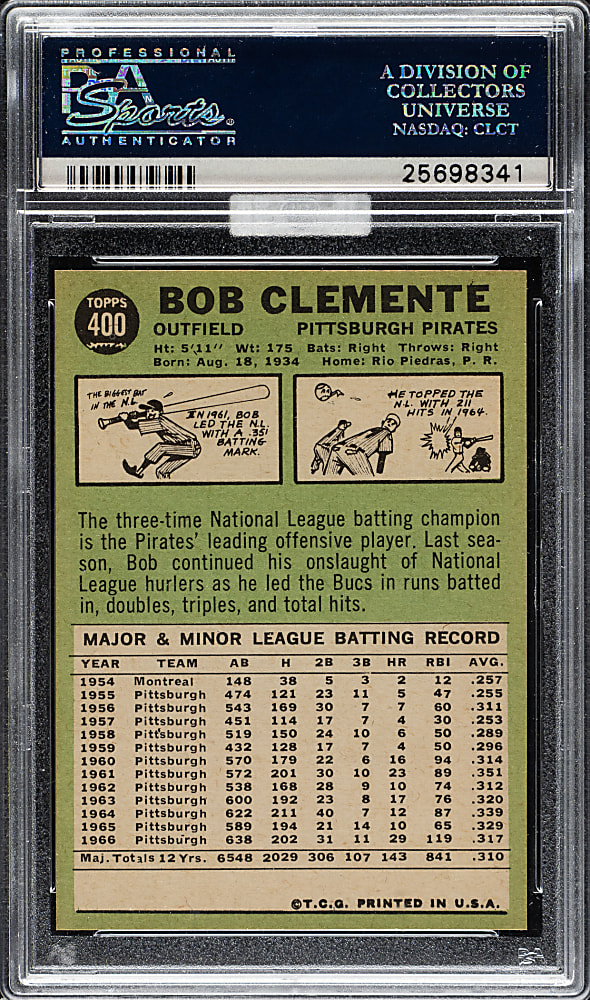 PROFESSIONAL
PSA
Sports
AUTHENTICATOR
A DIVISION OF
COLLECTORS
UNIVERSE
NASDAQ: CLCT
25698341
TOPPS
400
BOB CLEMENTE
OUTFIELD PITTSBURGH PIRATES
Ht: 5'11" Wt: 175 Bats: Right Throws: Right
Born: Aug. 18, 1934 Home: Rio Piedras, P. R.
THE BIGGEST BAT
IN THE N.L.
IN 1961, BOB
LED THE N.L.
WITH A .351
BATTING
MARK.
HE TOPPED THE
N.L. WITH 211
HITS IN 1964.
The three-time National League batting champion
is the Pirates' leading offensive player. Last sea-
son, Bob continued his onslaught of National
League hurlers as he led the Bucs in runs batted
in, doubles, triples, and total hits.
MAJOR & MINOR LEAGUE BATTING RECORD
YEAR TEAM AB H 2B 3B HR RBI AVG.
1954 Montreal 148 38 5 3 2 12 .257
1955 Pittsburgh 474 121 23 11 5 47 .255
1956 Pittsburgh 543 169 30 7 7 60 .311
1957 Pittsburgh 451 114 17 7 4 30 .253
1958 Pittsburgh 519 150 24 10 6 50 .289
1959 Pittsburgh 432 128 17 7 4 50 .296
1960 Pittsburgh 570 179 22 6 16 94 .314
1961 Pittsburgh 572 201 30 10 23 89 .351
1962 Pittsburgh 538 168 28 9 10 74 .312
1963 Pittsburgh 600 192 23 8 17 76 .320
1964 Pittsburgh 622 211 40 7 12 87 .339
1965 Pittsburgh 589 194 21 14 10 65 .329
1966 Pittsburgh 638 202 31 11 29 119 .317
Maj. Totals 12 Yrs. 6548 2029 306 107 143 841 .310
©T.C.G. PRINTED IN U.S.A.